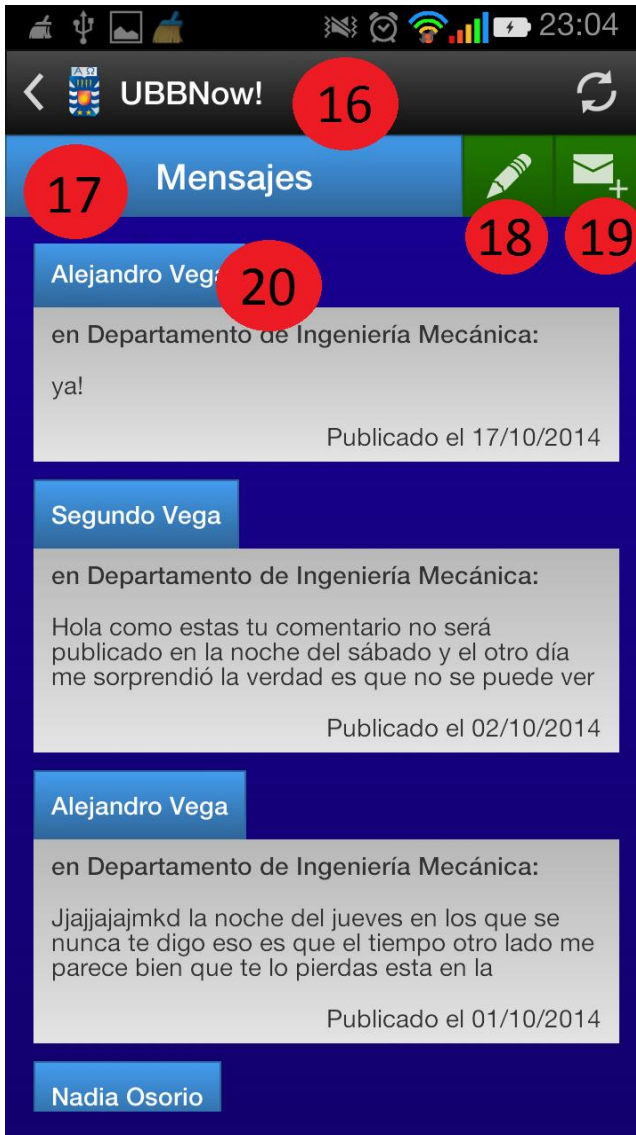 23:04
UBBNow!
16
17
Mensajes
18
19
Alejandro Vega
20
en Departamento de Ingeniería Mecánica:
ya!
Publicado el 17/10/2014
Segundo Vega
en Departamento de Ingeniería Mecánica:
Hola como estas tu comentario no será
publicado en la noche del sábado y el otro día
me sorprendió la verdad es que no se puede ver
Publicado el 02/10/2014
Alejandro Vega
en Departamento de Ingeniería Mecánica:
Jjajjajajmkd la noche del jueves en los que se
nunca te digo eso es que el tiempo otro lado me
parece bien que te lo pierdas esta en la
Publicado el 01/10/2014
Nadia Osorio